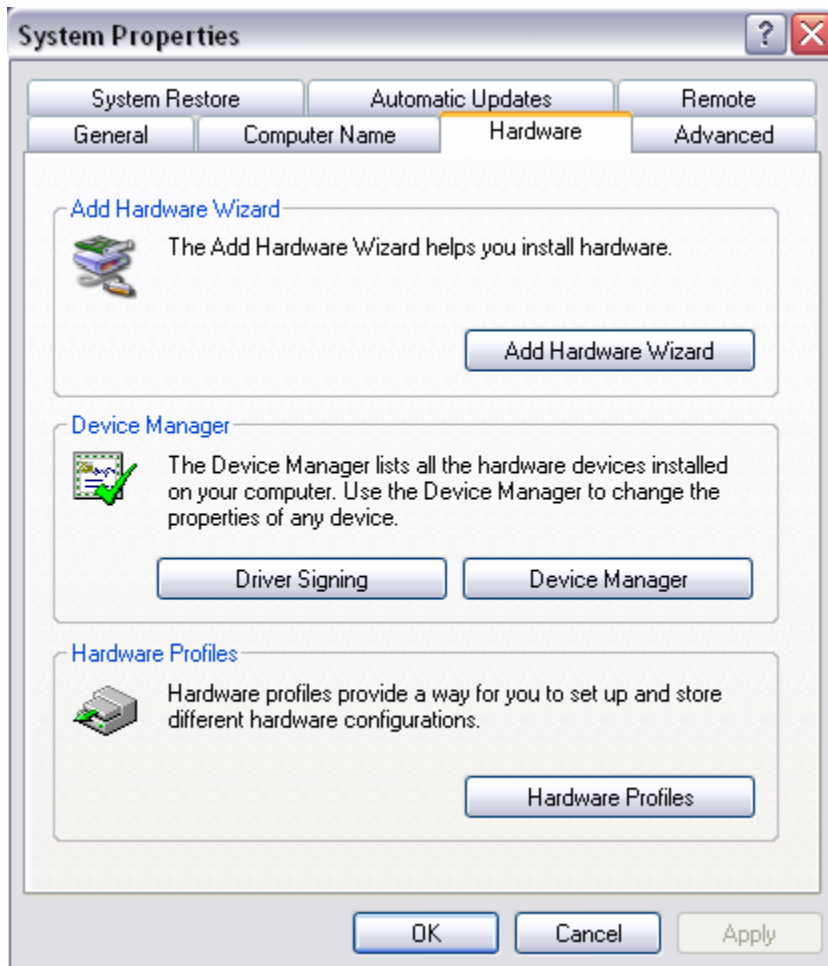 System Properties
System Restore Automatic Updates Remote
General Computer Name Hardware Advanced
Add Hardware Wizard
The Add Hardware Wizard helps you install hardware.
Add Hardware Wizard
Device Manager
The Device Manager lists all the hardware devices installed
on your computer. Use the Device Manager to change the
properties of any device.
Driver Signing Device Manager
Hardware Profiles
Hardware profiles provide a way for you to set up and store
different hardware configurations.
Hardware Profiles
OK Cancel Apply